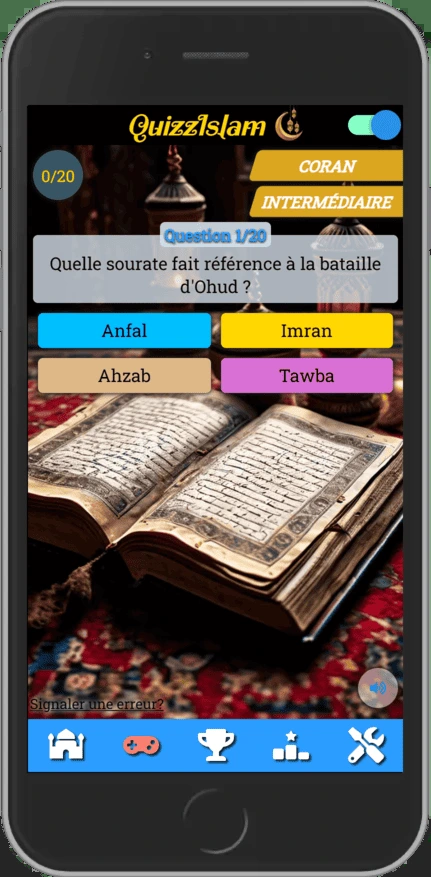 QuizzIslam
0/20
CORAN
INTERMÉDIAIRE
Question 1/20
Quelle sourate fait référence à la bataille
d'Ohud ?
Anfal
Imran
Ahzab
Tawba
Signaler une erreur?